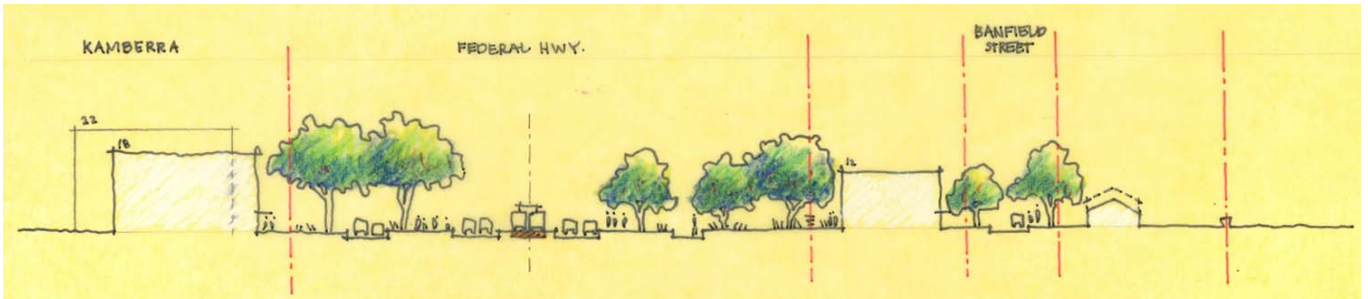 KAMBERRA
FEDERAL HWY.
BANFIELD
STREET
22
18
12